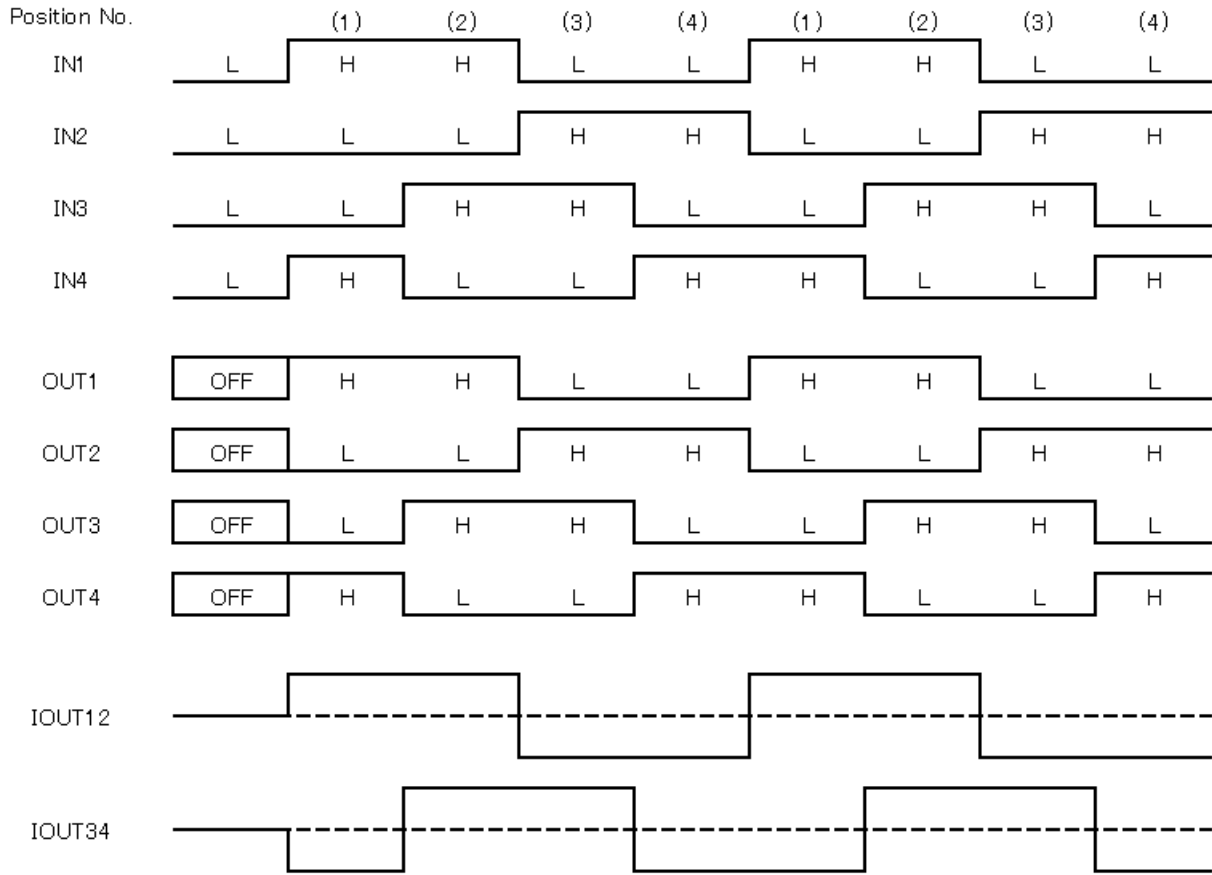 Position No. (1) (2) (3) (4) (1) (2) (3) (4)
IN1 L H H L L H H L L
IN2 L L L H H L L H H
IN3 L L H H L L H H L
IN4 L H L L H H L L H
OUT1 OFF H H L L H H L L
OUT2 OFF L L H H L L H H
OUT3 OFF L H H L L H H L
OUT4 OFF H L L H H L L H
IOUT12
IOUT34